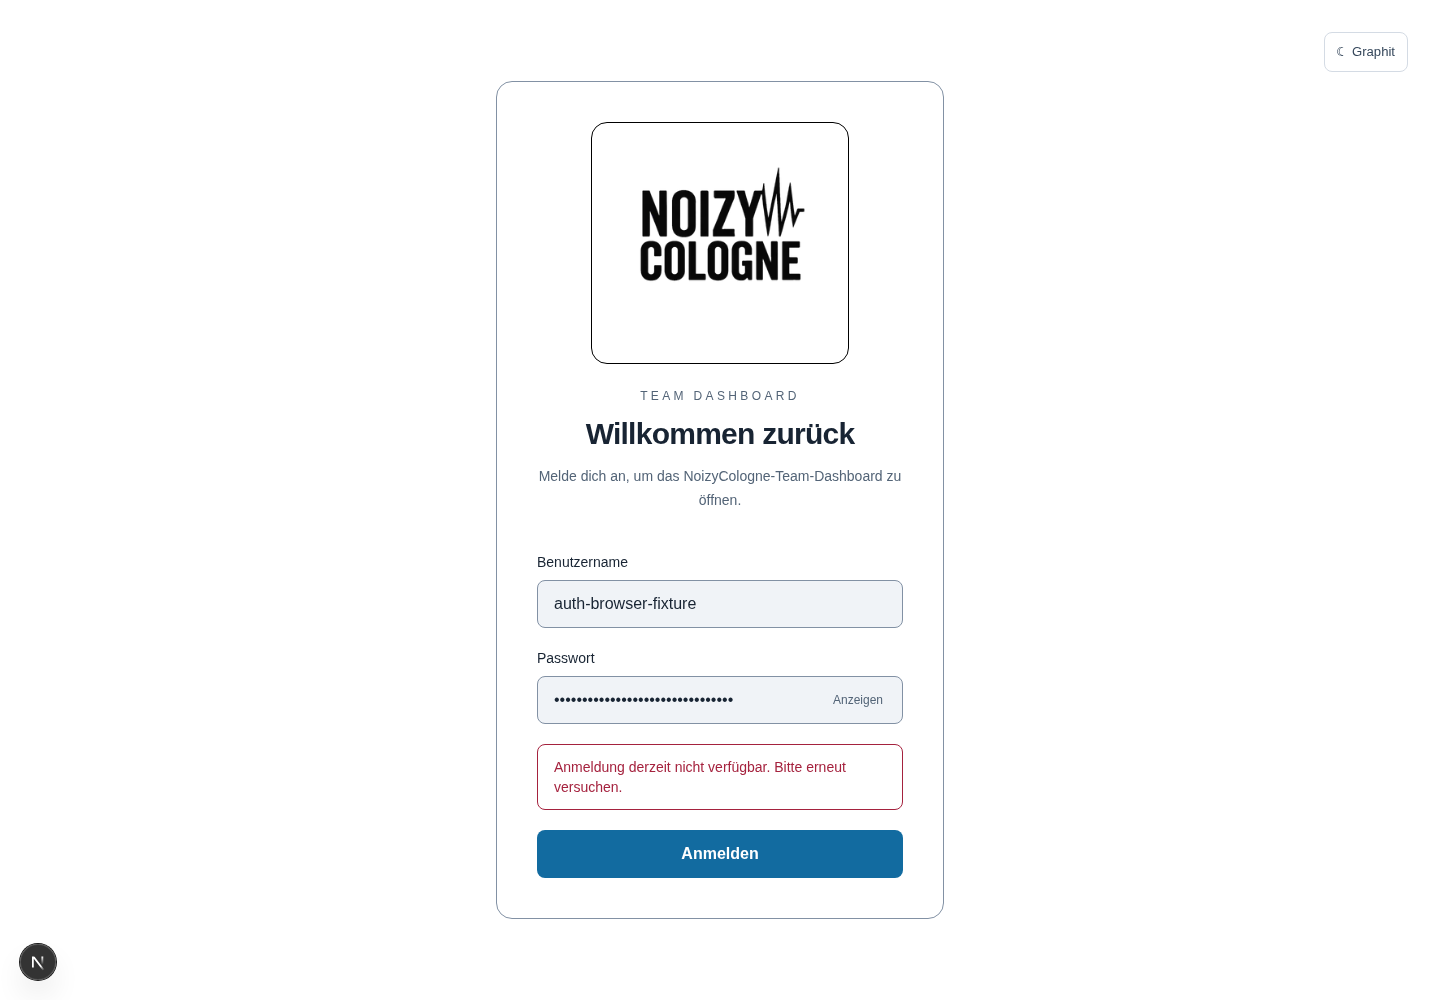 ☾ Graphit
NOIZY
COLOGNE
TEAM DASHBOARD
Willkommen zurück
Melde dich an, um das NoizyCologne-Team-Dashboard zu
öffnen.
Benutzername
auth-browser-fixture
Passwort
••••••••••••••••••••••••••••••••
Anzeigen
Anmeldung derzeit nicht verfügbar. Bitte erneut
versuchen.
Anmelden
N